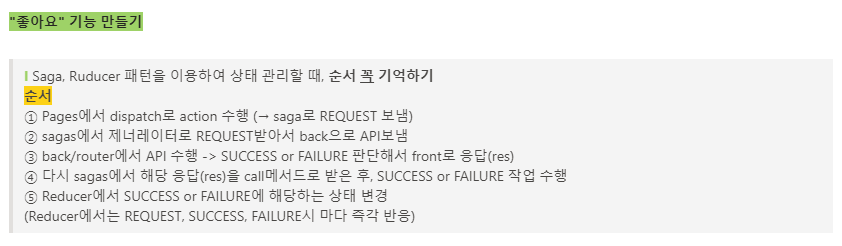 "좋아요" 기능 만들기
Saga, Ruducer 패턴을 이용하여 상태 관리할 때, 순서 꼭 기억하기
순서
① Pages에서 dispatch로 action 수행 (→ saga로 REQUEST 보냄)
② sagas에서 제너레이터로 REQUEST받아서 back으로 API보냄
③ back/router에서 API 수행 -> SUCCESS or FAILURE 판단해서 front로 응답(res)
④ 다시 sagas에서 해당 응답(res)을 call메서드로 받은 후, SUCCESS or FAILURE 작업 수행
⑤ Reducer에서 SUCCESS or FAILURE에 해당하는 상태 변경
(Reducer에서는 REQUEST, SUCCESS, FAILURE시 마다 즉각 반응)